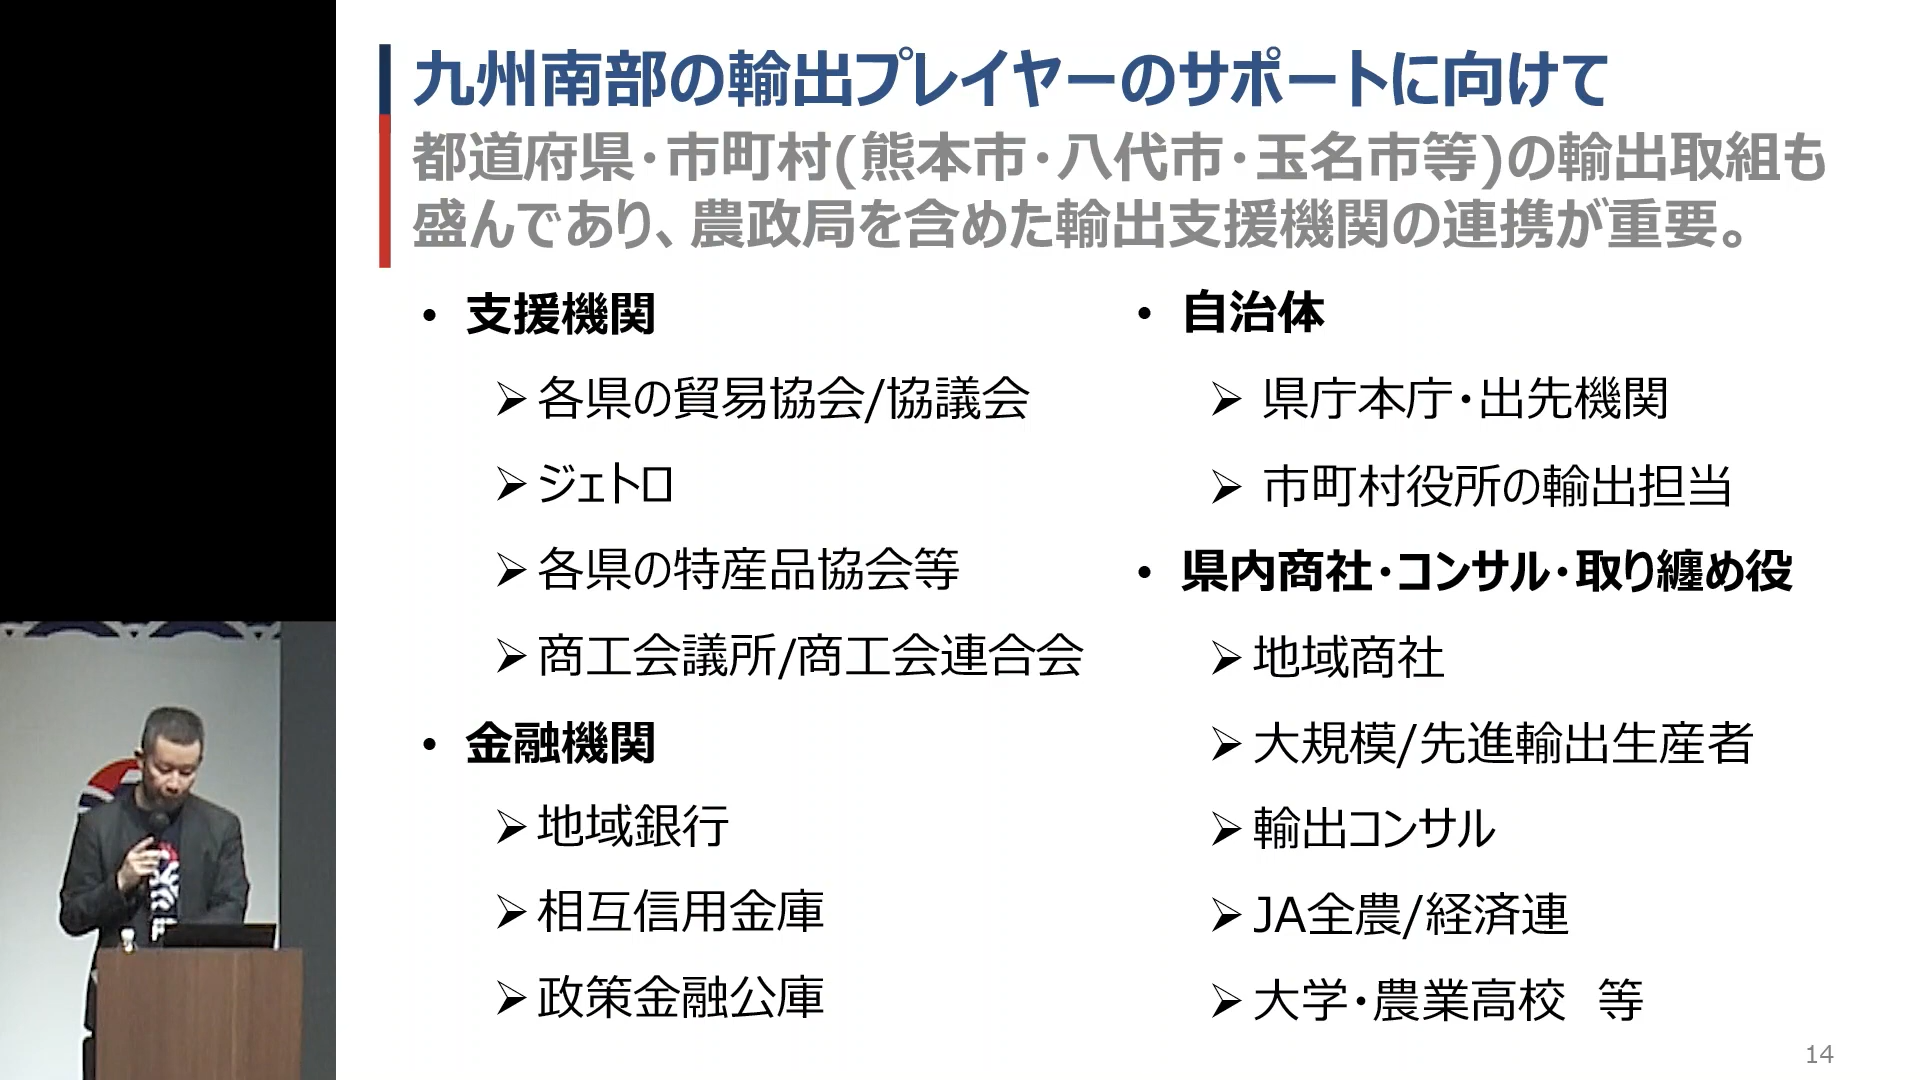 九州南部の輸出プレイヤーのサポートに向けて
都道府県・市町村(熊本市・八代市・玉名市等)の輸出取組も
盛んであり、農政局を含めた輸出支援機関の連携が重要。
• 支援機関
➢各県の貿易協会/協議会
➢ジェトロ
➢各県の特産品協会等
➢商工会議所/商工会連合会
• 金融機関
➢地域銀行
➢相互信用金庫
➢政策金融公庫
• 自治体
➢ 県庁本庁・出先機関
➢ 市町村役所の輸出担当
• 県内商社・コンサル・取り纏め役
➢地域商社
➢大規模/先進輸出生産者
➢輸出コンサル
➢JA全農/経済連
➢大学・農業高校　等
14